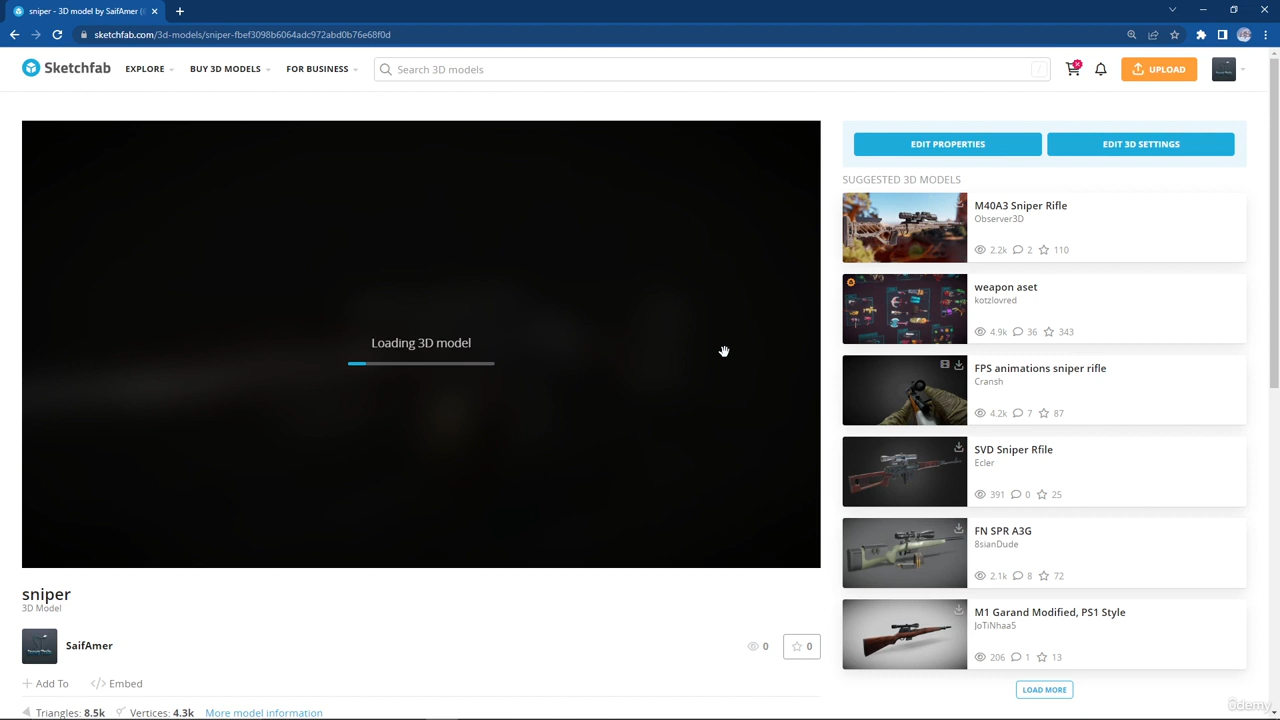 sniper - 3D model by SaifAmer (
sketchfab.com/3d-models/sniper-fbef3098b6064adc972abd0b76e68f0d
Sketchfab
EXPLORE
BUY 3D MODELS
FOR BUSINESS
Search 3D models
/
UPLOAD
Loading 3D model
EDIT PROPERTIES
EDIT 3D SETTINGS
SUGGESTED 3D MODELS
M40A3 Sniper Rifle
Observer3D
2.2k 2 110
weapon aset
kotzlovred
4.9k 36 343
FPS animations sniper rifle
Cransh
4.2k 7 87
SVD Sniper Rfile
Ecler
391 0 25
FN SPR A3G
8sianDude
2.1k 8 72
M1 Garand Modified, PS1 Style
JoTiNhaa5
206 1 13
LOAD MORE
sniper
3D Model
SaifAmer
0
0
Add To
Embed
Triangles: 8.5k
Vertices: 4.3k
More model information
ûdemy